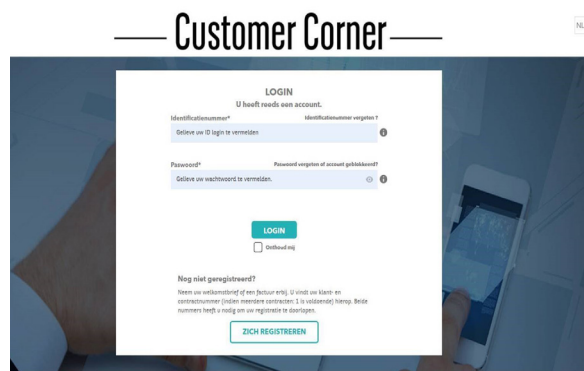 Customer Corner
NL
LOGIN
U heeft reeds een account.
Identificatienummer* Identificatienummer vergeten ?
Gelieve uw ID login te vermelden
Paswoord* Paswoord vergeten of account geblokkeerd?
Gelieve uw wachtwoord te vermelden.
LOGIN
Onthoud mij
Nog niet geregistreerd?
Neem uw welkomstbrief of een factuur erbij. U vindt uw klant- en
contractnummer (indien meerdere contracten: 1 is voldoende) hierop. Beide
nummers heeft u nodig om uw registratie te doorlopen.
ZICH REGISTREREN